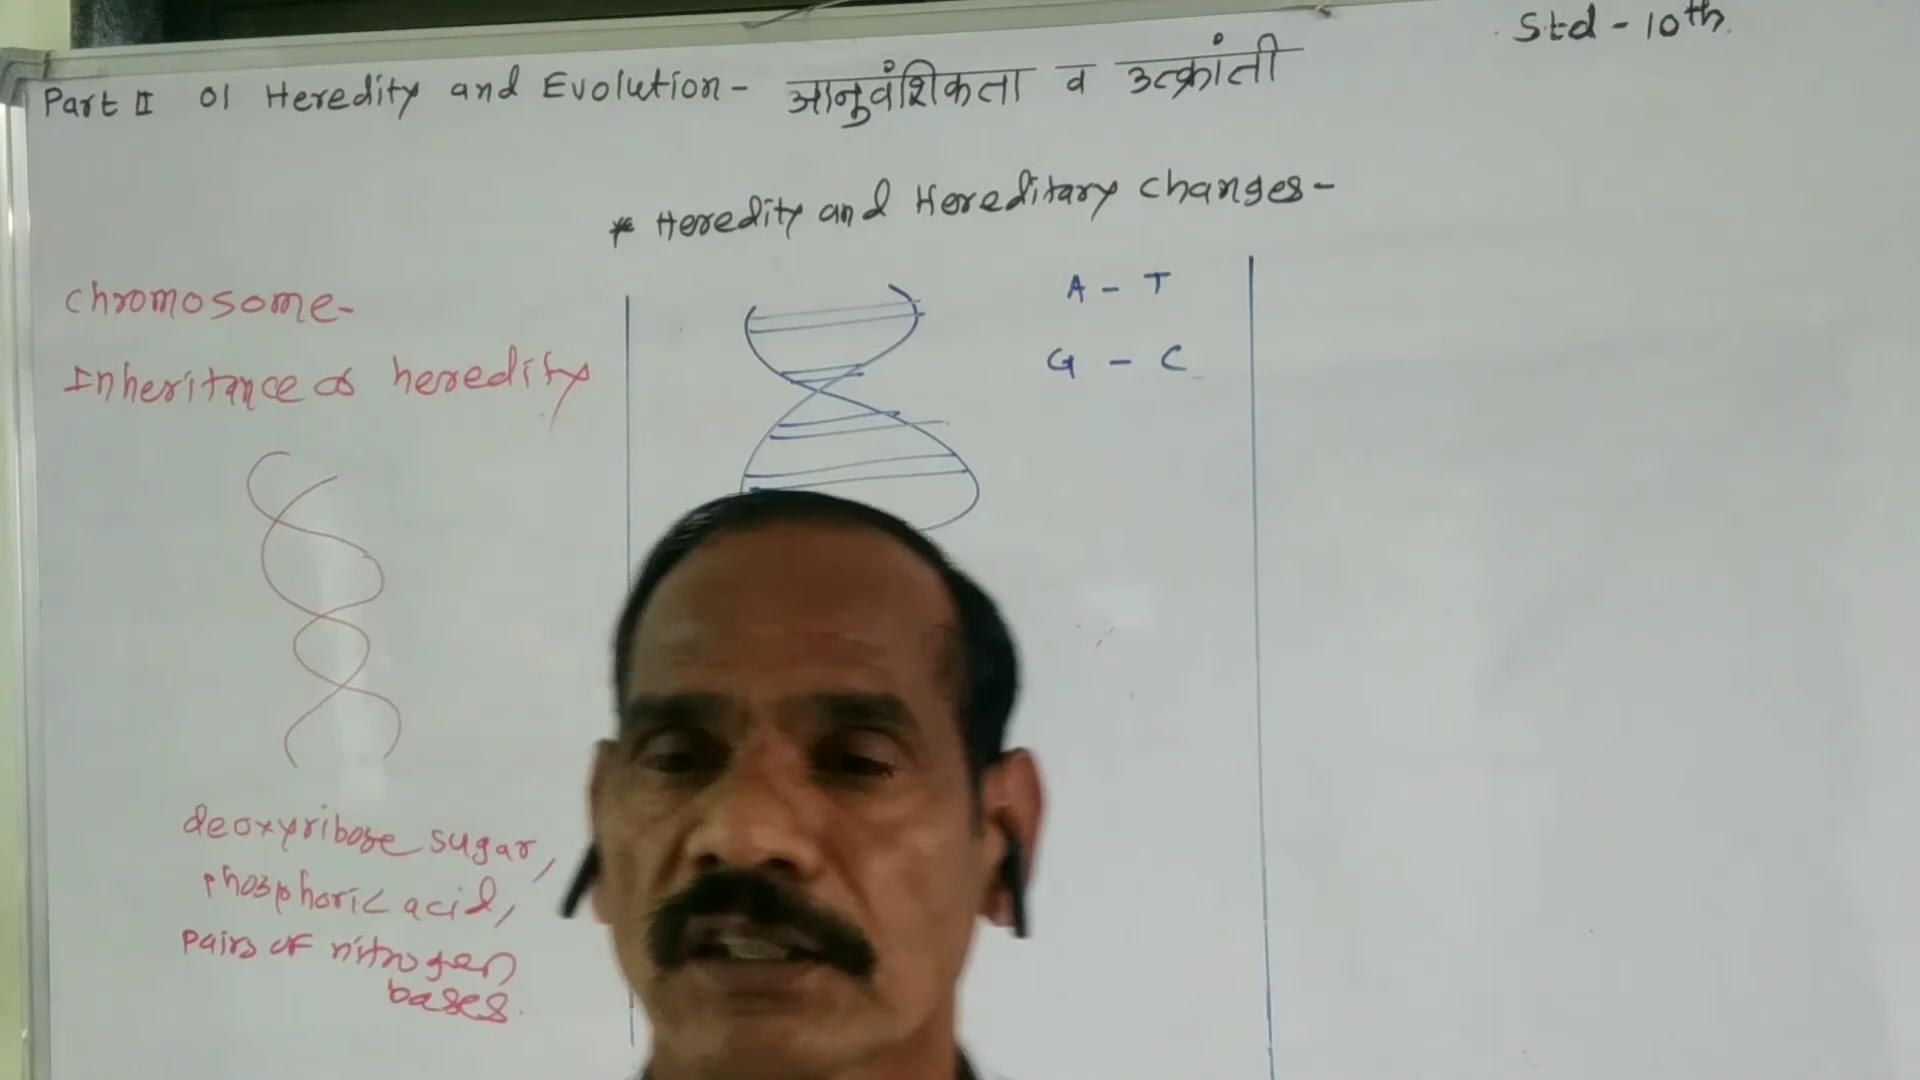 Std - 10th.
Part II 01 Heredity and Evolution - आनुवंशिकता व उत्क्रांती
* Heredity and Hereditary Changes -
Chromosome -
Inheritance of heredity
A - T
G - C
deoxyribose sugar,
phosphoric acid,
pairs of nitrogen
bases.